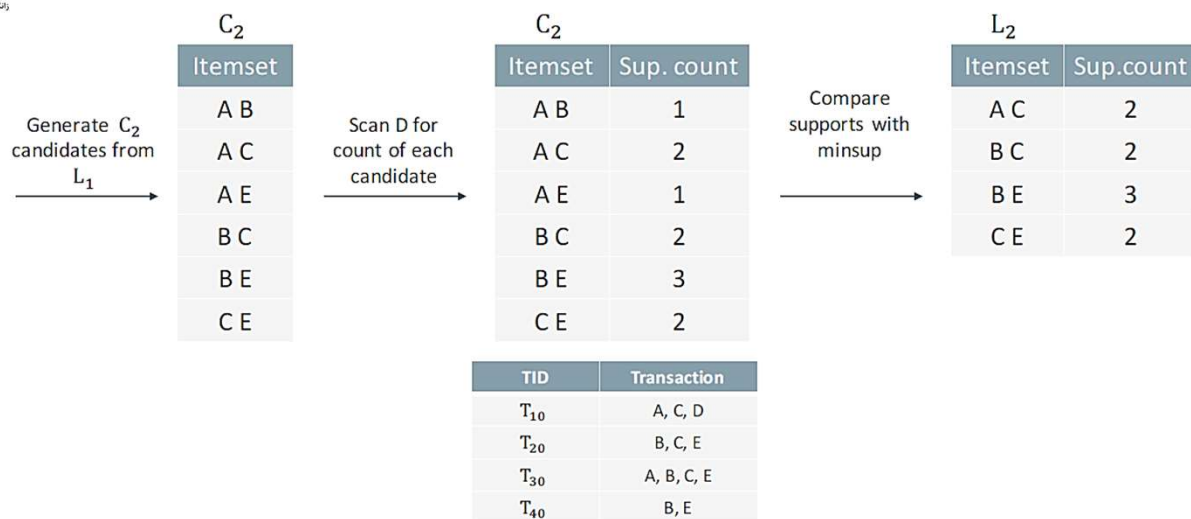 C₂
Itemset
A B
A C
A E
B C
B E
C E
Generate C₂
candidates from
L₁
C₂
Itemset Sup. count
A B 1
A C 2
A E 1
B C 2
B E 3
C E 2
Scan D for
count of each
candidate
Compare
supports with
minsup
L₂
Itemset Sup.count
A C 2
B C 2
B E 3
C E 2
TID Transaction
T₁₀ A, C, D
T₂₀ B, C, E
T₃₀ A, B, C, E
T₄₀ B, E